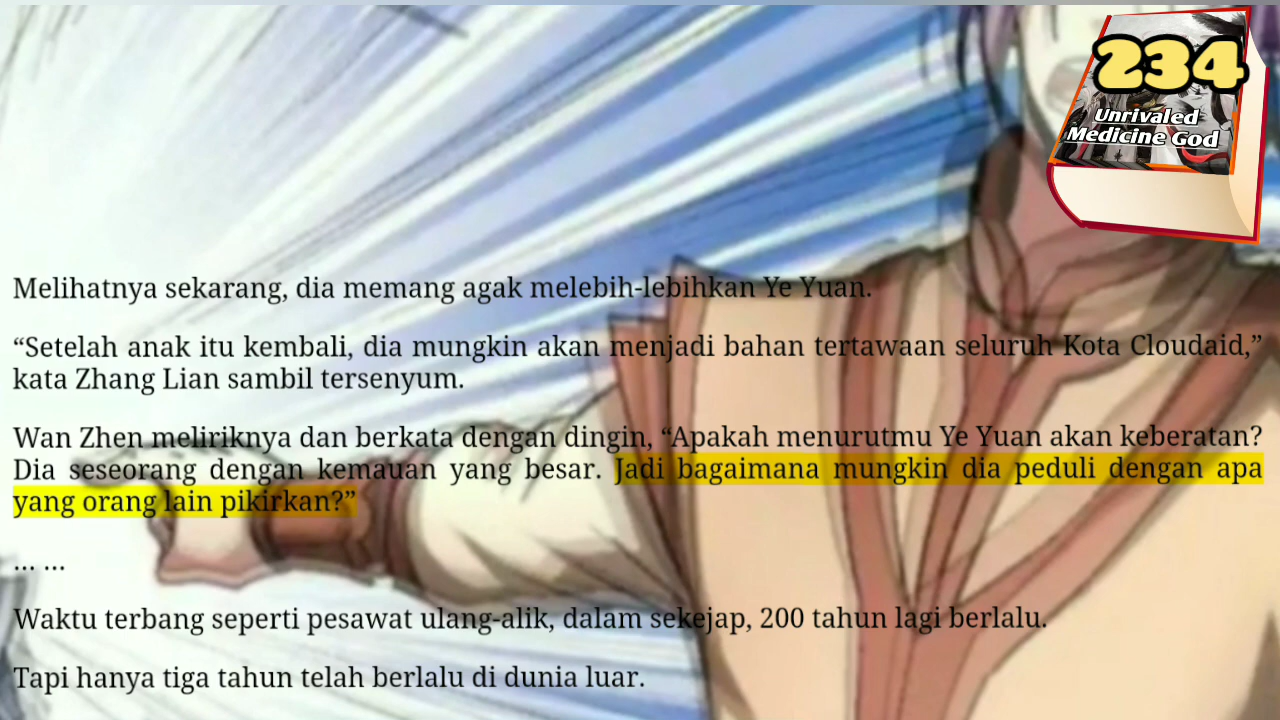 234
Unrivaled
Medicine God
Melihatnya sekarang, dia memang agak melebih-lebihkan Ye Yuan.
“Setelah anak itu kembali, dia mungkin akan menjadi bahan tertawaan seluruh Kota Cloudaid,”
kata Zhang Lian sambil tersenyum.
Wan Zhen meliriknya dan berkata dengan dingin, “Apakah menurutmu Ye Yuan akan keberatan?
Dia seseorang dengan kemauan yang besar. Jadi bagaimana mungkin dia peduli dengan apa
yang orang lain pikirkan?”
... ...
Waktu terbang seperti pesawat ulang-alik, dalam sekejap, 200 tahun lagi berlalu.
Tapi hanya tiga tahun telah berlalu di dunia luar.